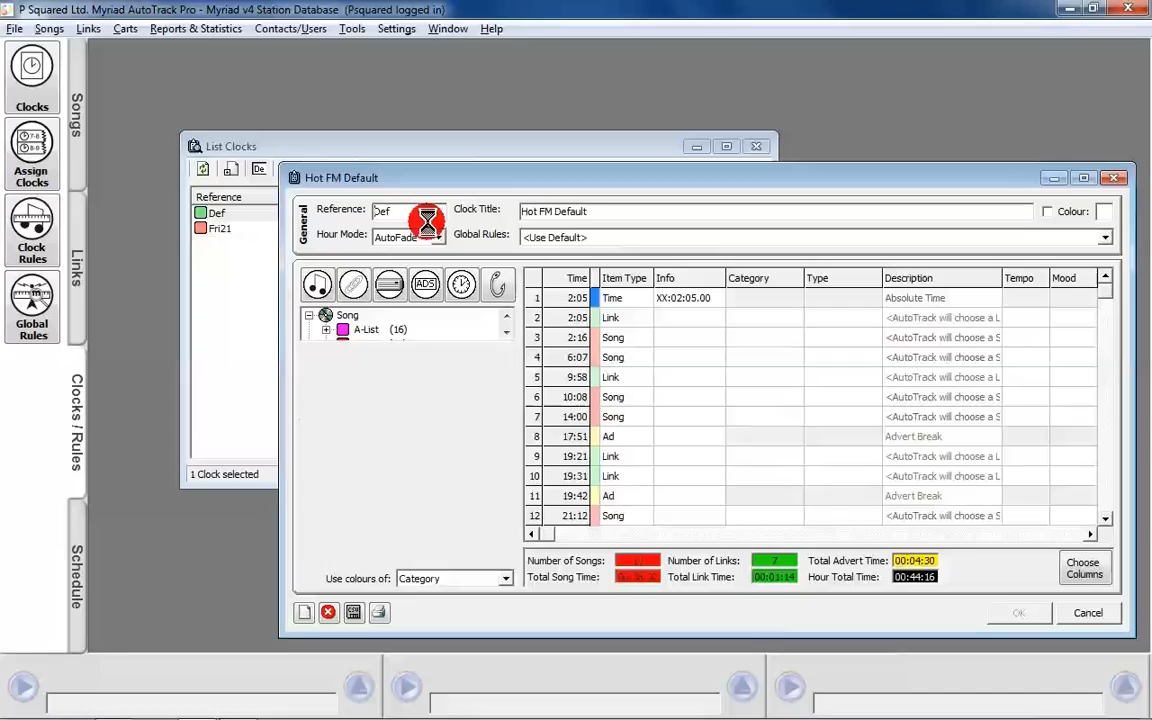 P Squared Ltd. Myriad AutoTrack Pro - Myriad v4 Station Database (Psquared logged in)
File Songs Links Carts Reports & Statistics Contacts/Users Tools Settings Window Help
Clocks
Assign Clocks
Clock Rules
Global Rules
Songs
Links
Clocks / Rules
Schedule
List Clocks
De
Reference
Def
Fri21
1 Clock selected
Hot FM Default
General
Reference: Def Clock Title: Hot FM Default Colour:
Hour Mode: AutoFade Global Rules: <Use Default>
ADS
Song
A-List (16)
Use colours of: Category
Time Item Type Info Category Type Description Tempo Mood
1 2:05 Time XX:02:05.00 Absolute Time
2 2:05 Link <AutoTrack will choose a L
3 2:16 Song <AutoTrack will choose a S
4 6:07 Song <AutoTrack will choose a S
5 9:58 Link <AutoTrack will choose a L
6 10:08 Song <AutoTrack will choose a S
7 14:00 Song <AutoTrack will choose a S
8 17:51 Ad Advert Break
9 19:21 Link <AutoTrack will choose a L
10 19:31 Link <AutoTrack will choose a L
11 19:42 Ad Advert Break
12 21:12 Song <AutoTrack will choose a S
Number of Songs: Number of Links: 7 Total Advert Time: 00:04:30
Total Song Time: Total Link Time: 00:01:14 Hour Total Time: 00:44:16
Choose Columns
OK Cancel